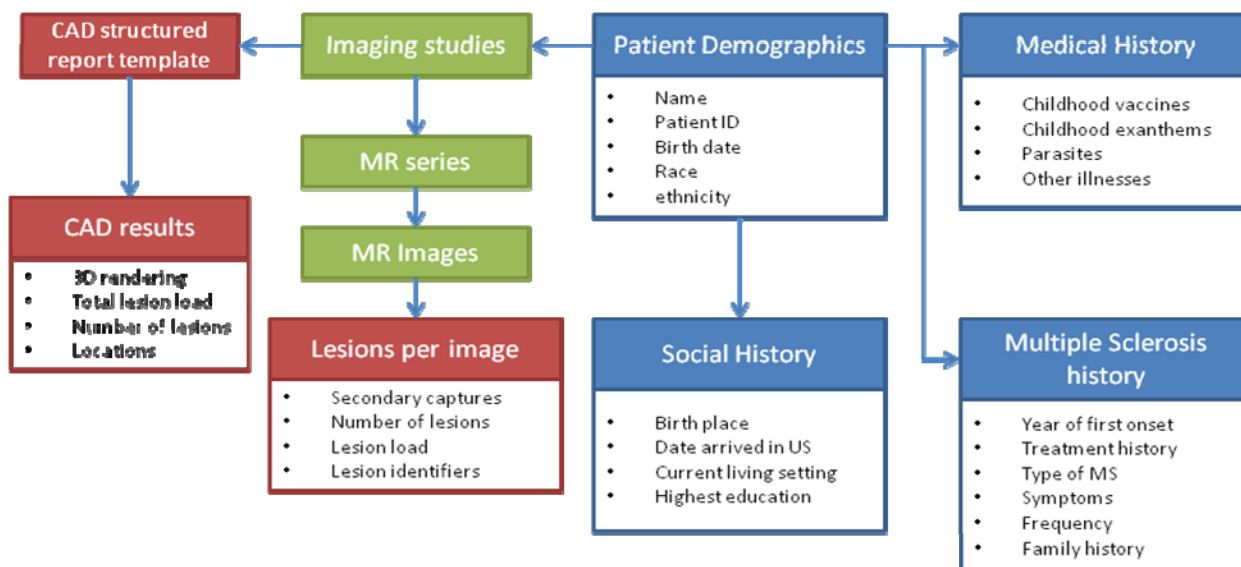 CAD structured
report template
Imaging studies
Patient Demographics
• Name
• Patient ID
• Birth date
• Race
• ethnicity
Medical History
• Childhood vaccines
• Childhood exanthems
• Parasites
• Other illnesses
MR series
MR Images
CAD results
• 3D rendering
• Total lesion load
• Number of lesions
• Locations
Lesions per image
• Secondary captures
• Number of lesions
• Lesion load
• Lesion identifiers
Social History
• Birth place
• Date arrived in US
• Current living setting
• Highest education
Multiple Sclerosis
history
• Year of first onset
• Treatment history
• Type of MS
• Symptoms
• Frequency
• Family history